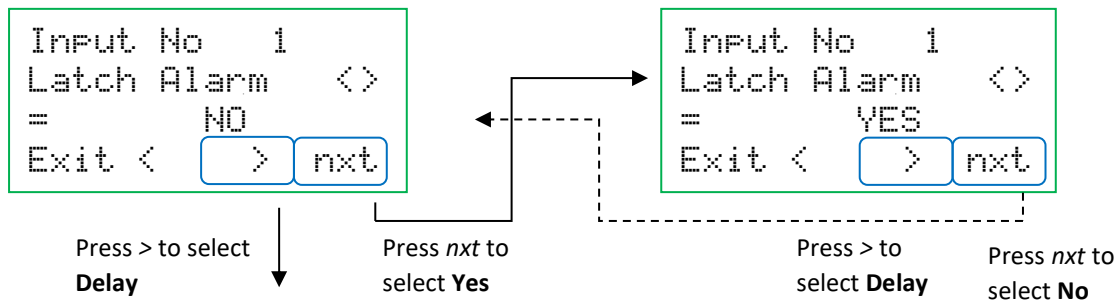 Input No 1
Latch Alarm <>
= NO
Exit < > nxt
Input No 1
Latch Alarm <>
= YES
Exit < > nxt
Press > to select
Delay
Press nxt to
select Yes
Press > to
select Delay
Press nxt to
select No